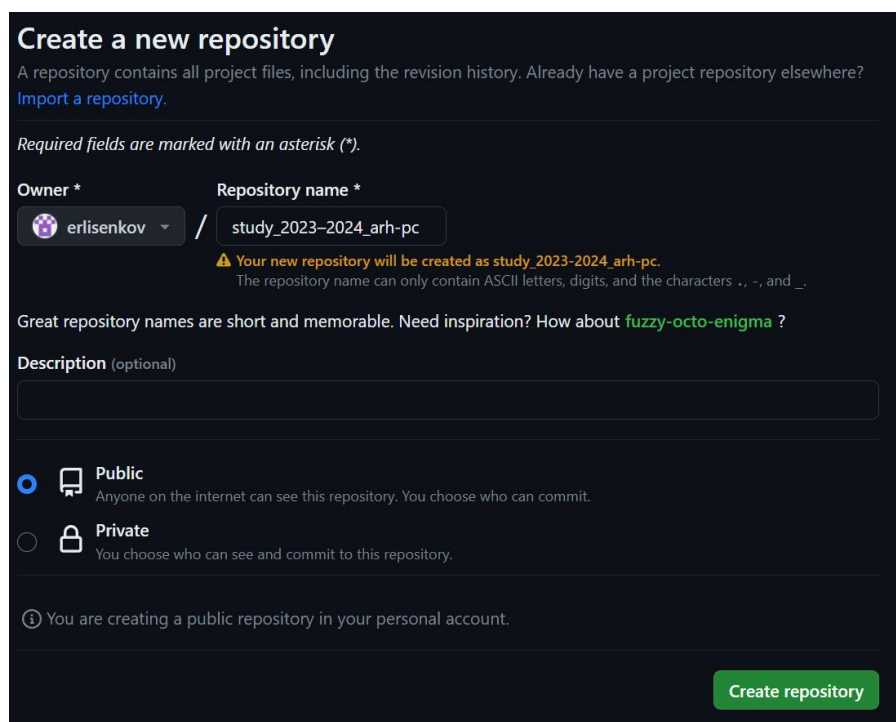 Create a new repository
A repository contains all project files, including the revision history. Already have a project repository elsewhere?
Import a repository.
Required fields are marked with an asterisk (*).
Owner * Repository name *
erlisenkov / study_2023–2024_arh-pc
Your new repository will be created as study_2023-2024_arh-pc.
The repository name can only contain ASCII letters, digits, and the characters ., -, and _.
Great repository names are short and memorable. Need inspiration? How about fuzzy-octo-enigma ?
Description (optional)
Public
Anyone on the internet can see this repository. You choose who can commit.
Private
You choose who can see and commit to this repository.
You are creating a public repository in your personal account.
Create repository